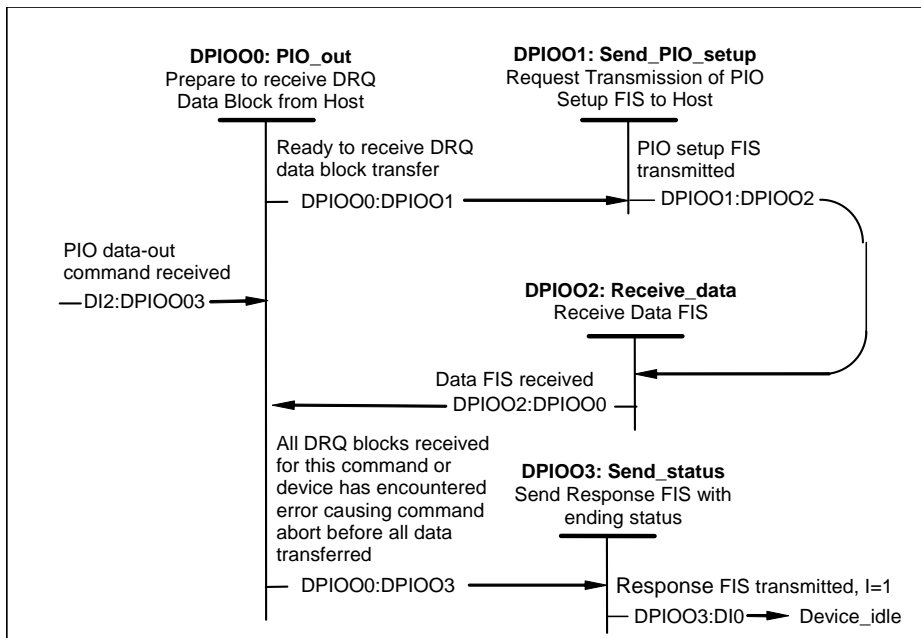 DPIOO0: PIO_out
Prepare to receive DRQ
Data Block from Host
DPIOO1: Send_PIO_setup
Request Transmission of PIO
Setup FIS to Host
Ready to receive DRQ
data block transfer
DPIOO0:DPIOO1
PIO setup FIS
transmitted
DPIOO1:DPIOO2
PIO data-out
command received
DI2:DPIOO03
DPIOO2: Receive_data
Receive Data FIS
Data FIS received
DPIOO2:DPIOO0
All DRQ blocks received
for this command or
device has encountered
error causing command
abort before all data
transferred
DPIOO0:DPIOO3
DPIOO3: Send_status
Send Response FIS with
ending status
Response FIS transmitted, I=1
DPIOO3:DI0
Device_idle